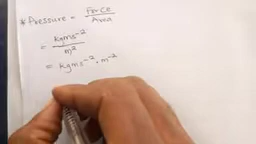 * Pressure = Force / Area
= kgms⁻² / m²
= kgms⁻² . m⁻²